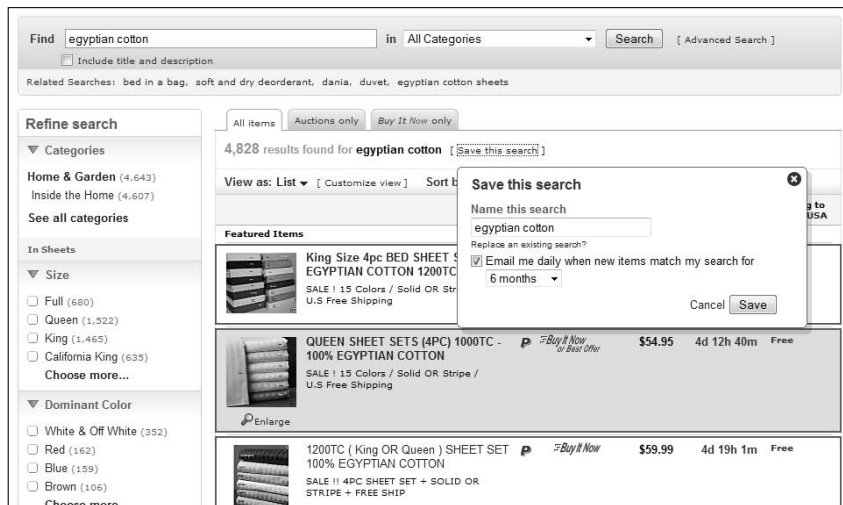 Find egyptian cotton in All Categories Search [ Advanced Search ]
Include title and description
Related Searches: bed in a bag, soft and dry deorderant, dania, duvet, egyptian cotton sheets
Refine search
Categories
Home & Garden (4,643)
Inside the Home (4,607)
See all categories
In Sheets
Size
Full (680)
Queen (1,522)
King (1,465)
California King (635)
Choose more...
Dominant Color
White & Off White (352)
Red (162)
Blue (159)
Brown (106)
Choose more
All items Auctions only Buy It Now only
4,828 results found for egyptian cotton [ Save this search ]
View as: List [ Customize view ] Sort b
g to
USA
Featured Items
King Size 4pc BED SHEET S
EGYPTIAN COTTON 1200TC
SALE ! 15 Colors / Solid OR Str
U.S Free Shipping
QUEEN SHEET SETS (4PC) 1000TC -
100% EGYPTIAN COTTON
SALE ! 15 Colors / Solid OR Stripe /
U.S Free Shipping
Enlarge
P Buy It Now
or Best Offer
$54.95 4d 12h 40m Free
1200TC ( King OR Queen ) SHEET SET
100% EGYPTIAN COTTON
SALE !! 4PC SHEET SET + SOLID OR
STRIPE + FREE SHIP
P Buy It Now $59.99 4d 19h 1m Free
Save this search
Name this search
egyptian cotton
Replace an existing search?
Email me daily when new items match my search for
6 months
Cancel Save